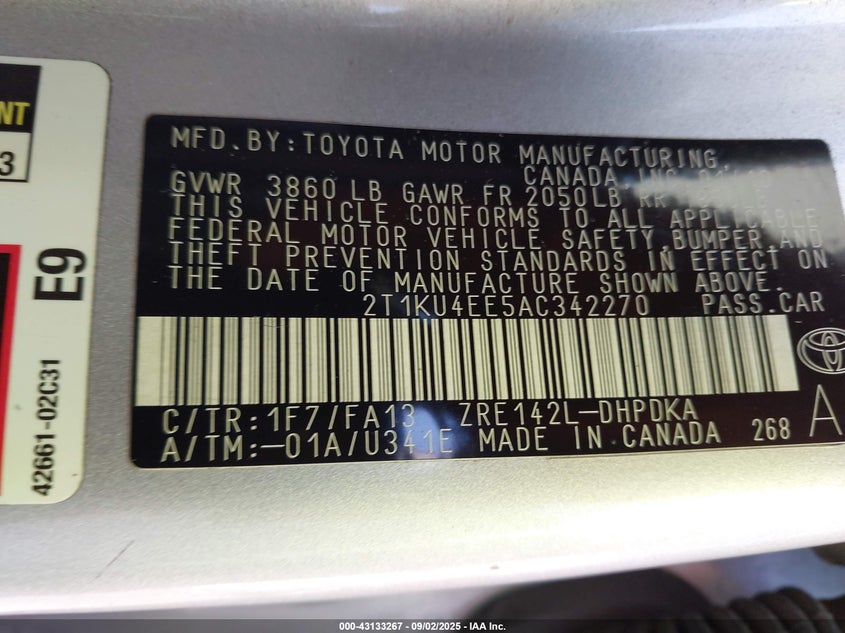 NT
3
E9
42661-02C31
MFD.BY:TOYOTA MOTOR MANUFACTURING.
CANADA, INC.
GVWR 3860 LB GAWR FR 2050LB RR
THIS VEHICLE CONFORMS TO ALL APPLICABLE
FEDERAL MOTOR VEHICLE SAFETY,BUMPER,AND
THEFT PREVENTION STANDARDS IN EFFECT ON
THE DATE OF MANUFACTURE SHOWN ABOVE.
2T1KU4EE5AC342270 PASS.CAR
C/TR:1F7/FA13 ZRE142L-DHPDKA
A/TM:-01A/U341E MADE IN CANADA 268 A
000-43133267 - 09/02/2025 - IAA Inc.